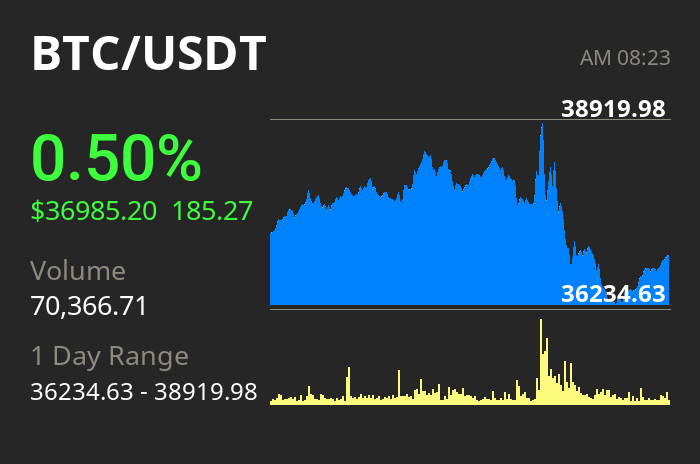 BTC/USDT
AM 08:23
38919.98
0.50%
$36985.20 185.27
Volume
70,366.71
36234.63
1 Day Range
36234.63 - 38919.98